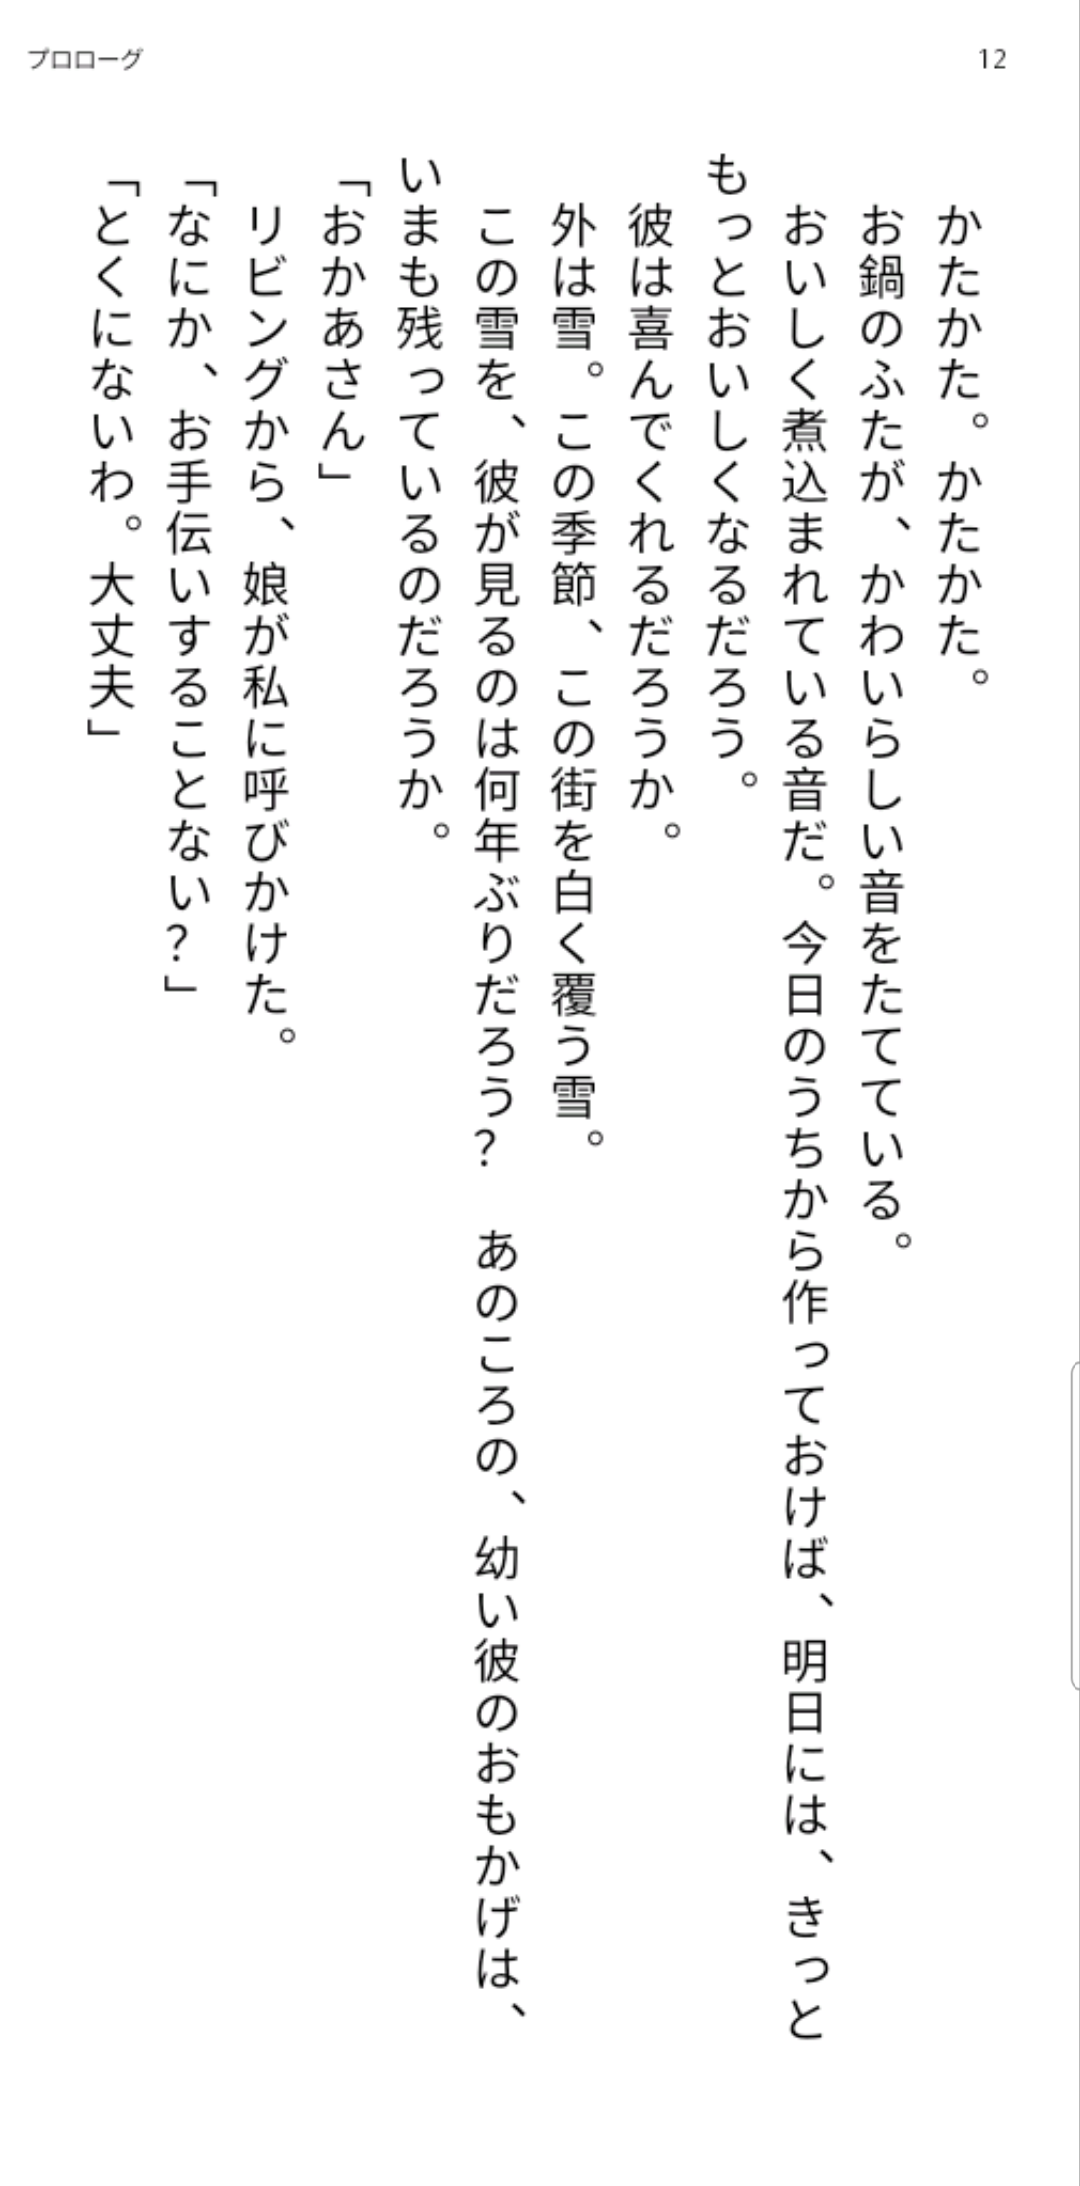 プロローグ
12
かたかた。かたかた。
お鍋のふたが、かわいらしい音をたてている。
おいしく煮込まれている音だ。今日のうちから作っておけば、明日には、きっと
もっとおいしくなるだろう。
彼は喜んでくれるだろうか。
外は雪。この季節、この街を白く覆う雪。
この雪を、彼が見るのは何年ぶりだろう？　あのころの、幼い彼のおもかげは、
いまも残っているのだろうか。
「おかあさん」
リビングから、娘が私に呼びかけた。
「なにか、お手伝いすることない？」
「とくにないわ。大丈夫」